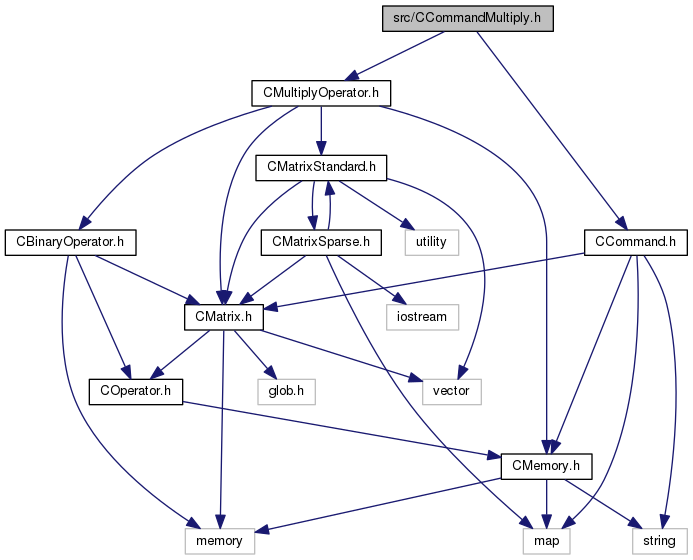 src/CCommandMultiply.h
CMultiplyOperator.h
CMatrixStandard.h
CBinaryOperator.h
CMatrixSparse.h
utility
CCommand.h
CMatrix.h
iostream
COperator.h
glob.h
vector
CMemory.h
memory
map
string